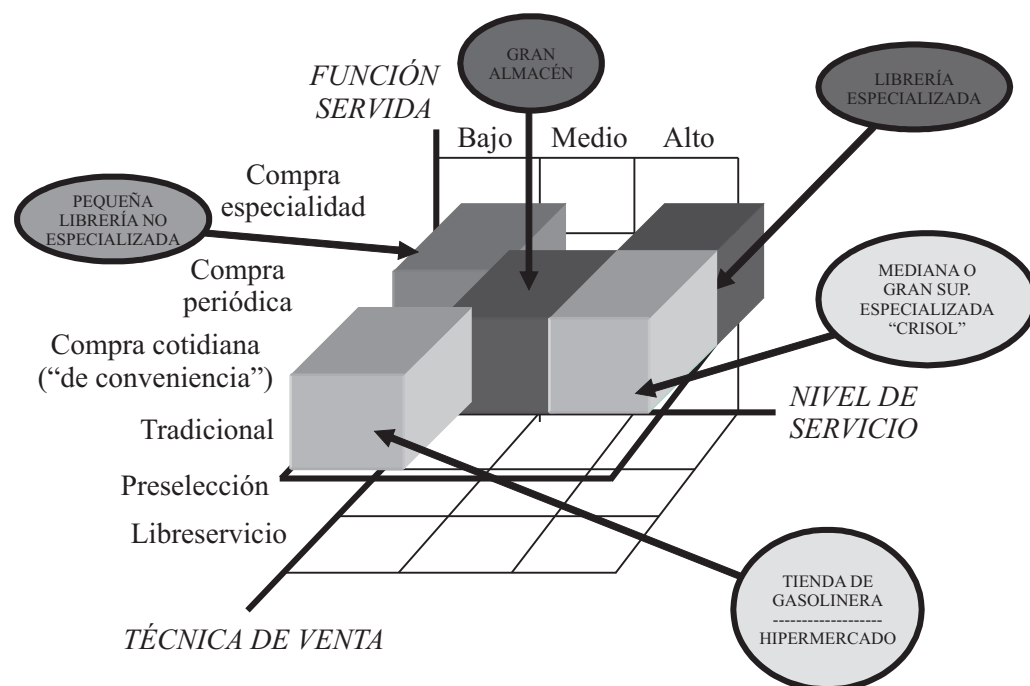 GRAN
ALMACÉN
FUNCIÓN
SERVIDA
LIBRERÍA
ESPECIALIZADA
Bajo Medio Alto
Compra
especialidad
PEQUEÑA
LIBRERÍA NO
ESPECIALIZADA
Compra
periódica
MEDIANA O
GRAN SUP.
ESPECIALIZADA
“CRISOL”
Compra cotidiana
(“de conveniencia”)
NIVEL DE
SERVICIO
Tradicional
Preselección
Libreservicio
TIENDA DE
GASOLINERA
--------------------
HIPERMERCADO
TÉCNICA DE VENTA